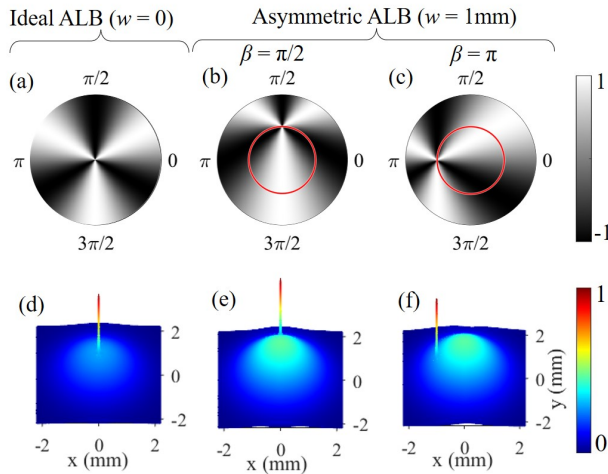 Ideal ALB (w = 0) Asymmetric ALB (w = 1mm)
β = π/2 β = π
(a) π/2 (b) π/2 (c) π/2
1
π 0 π 0 π 0
-1
3π/2 3π/2 3π/2
(d) (e) (f) 1
2 2 2
0 0 0 y (mm)
-2 -2 -2 0
-2 0 2 -2 0 2 -2 0 2
x (mm) x (mm) x (mm)